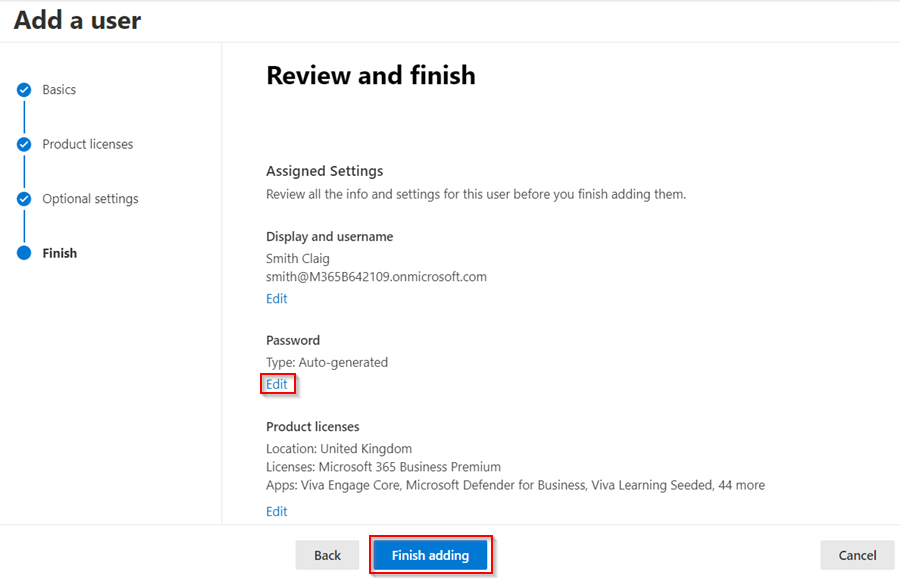 Add a user
Basics
Product licenses
Optional settings
Finish
Review and finish
Assigned Settings
Review all the info and settings for this user before you finish adding them.
Display and username
Smith Claig
smith@M365B642109.onmicrosoft.com
Edit
Password
Type: Auto-generated
Edit
Product licenses
Location: United Kingdom
Licenses: Microsoft 365 Business Premium
Apps: Viva Engage Core, Microsoft Defender for Business, Viva Learning Seeded, 44 more
Edit
Back
Finish adding
Cancel